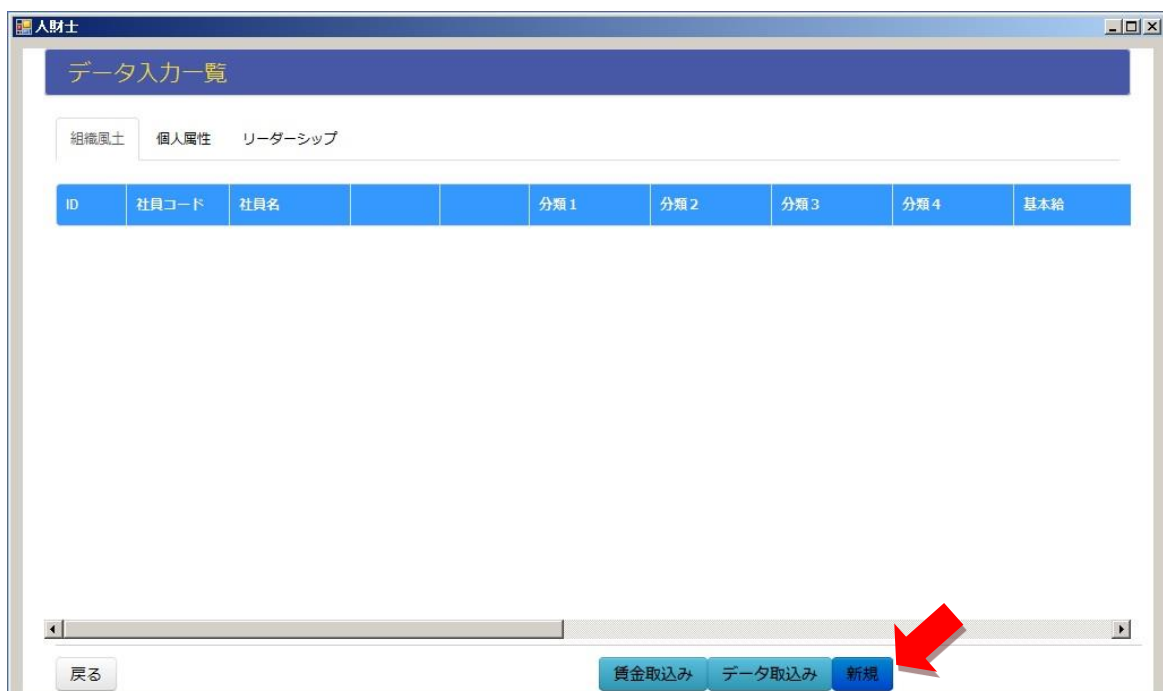 人財士
データ入力一覧
組織風土 個人属性 リーダーシップ
ID 社員コード 社員名 分類1 分類2 分類3 分類4 基本給
戻る 賃金取込み データ取込み 新規